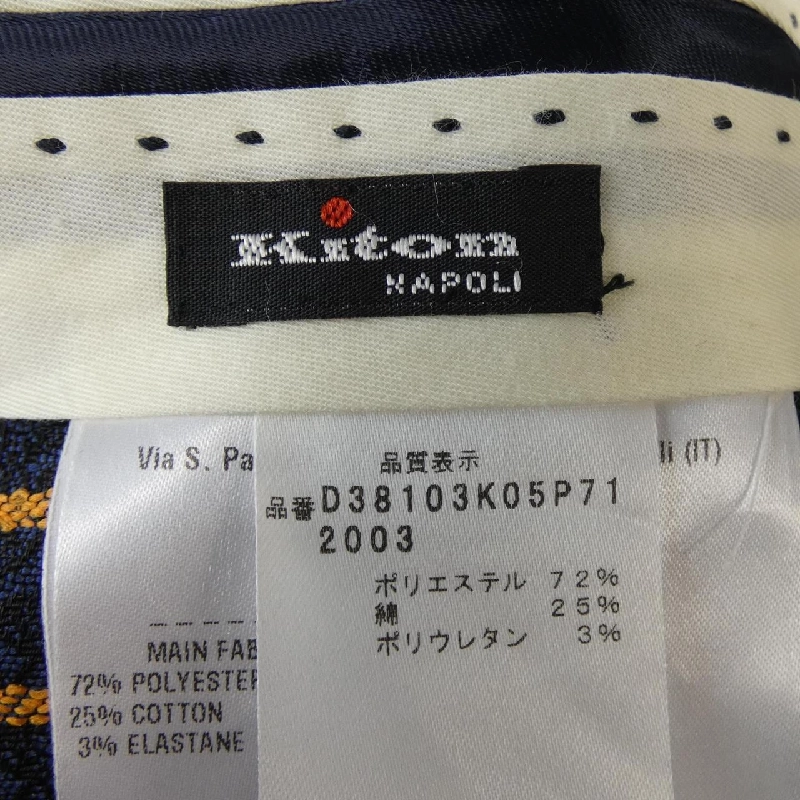 Kiton
NAPOLI
Via S. Pa
li (IT)
品質表示
品番 D38103K05P71
2003
ポリエステル 72%
綿 25%
ポリウレタン 3%
MAIN FAB
72% POLYESTER
25% COTTON
3% ELASTANE